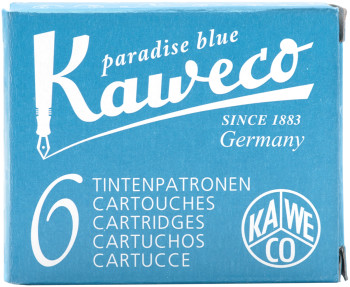 paradise blue
Kaweco
SINCE 1883
Germany
6
TINTENPATRONEN
CARTOUCHES
CARTRIDGES
CARTUCHOS
CARTUCCE
KA WE
CO